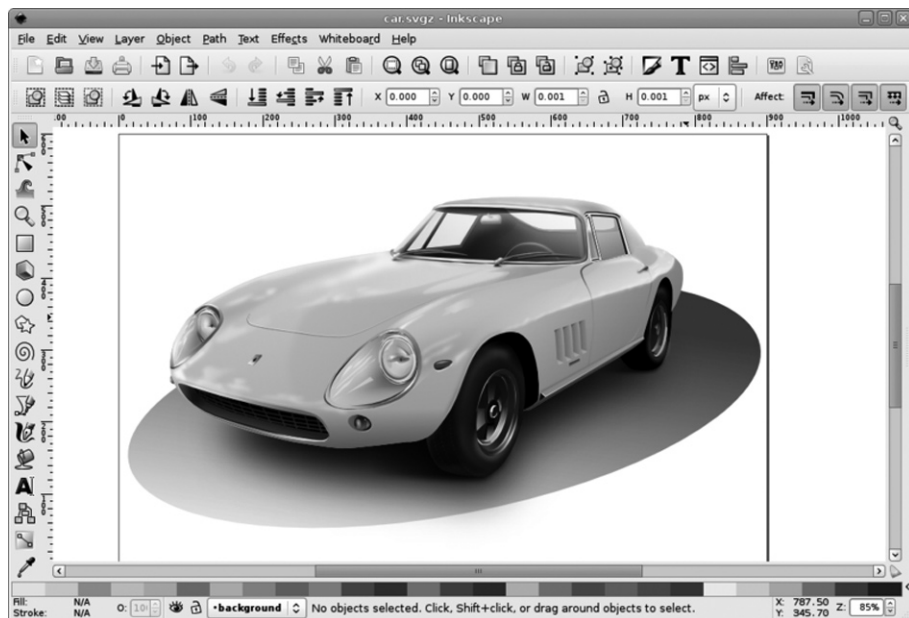 car.svgz - Inkscape
File Edit View Layer Object Path Text Effects Whiteboard Help
X 0.000 Y 0.000 W 0.001 H 0.001 px Affect:
0 100 200 300 400 500 600 700 800 900 1000
Fill: N/A
Stroke: N/A
O: •background No objects selected. Click, Shift+click, or drag around objects to select. X: 787.50 Z: 85%
Y: 345.70